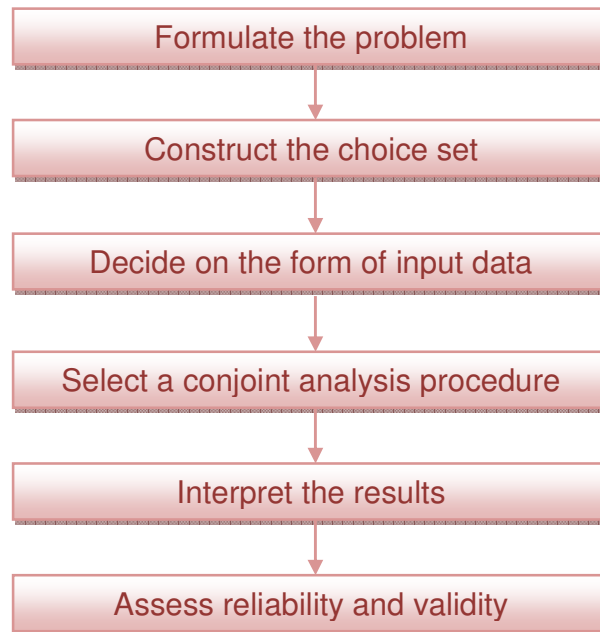 Formulate the problem
Construct the choice set
Decide on the form of input data
Select a conjoint analysis procedure
Interpret the results
Assess reliability and validity